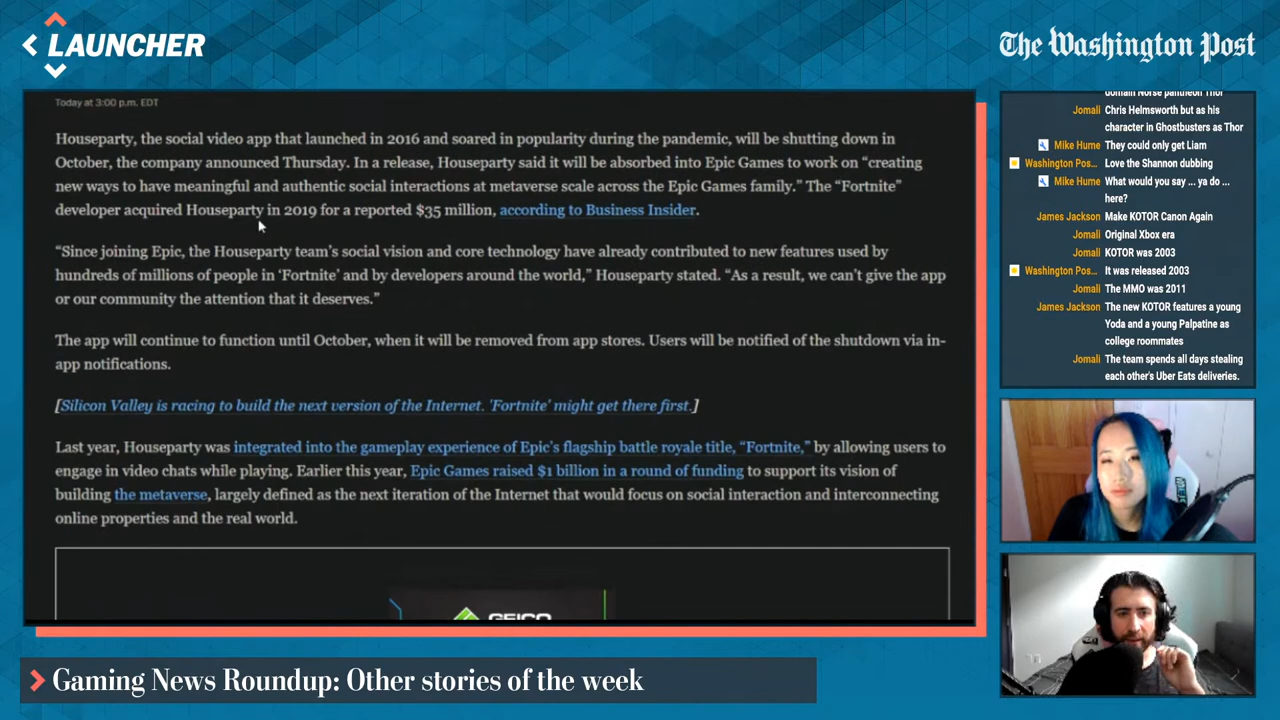 LAUNCHER
The Washington Post
Today at 3:00 p.m. EDT
Houseparty, the social video app that launched in 2016 and soared in popularity during the pandemic, will be shutting down in
October, the company announced Thursday. In a release, Houseparty said it will be absorbed into Epic Games to work on “creating
new ways to have meaningful and authentic social interactions at metaverse scale across the Epic Games family.” The “Fortnite”
developer acquired Houseparty in 2019 for a reported $35 million, according to Business Insider.
“Since joining Epic, the Houseparty team’s social vision and core technology have already contributed to new features used by
hundreds of millions of people in ‘Fortnite’ and by developers around the world,” Houseparty stated. “As a result, we can’t give the app
or our community the attention that it deserves.”
The app will continue to function until October, when it will be removed from app stores. Users will be notified of the shutdown via in-
app notifications.
[Silicon Valley is racing to build the next version of the Internet. ‘Fortnite’ might get there first.]
Last year, Houseparty was integrated into the gameplay experience of Epic’s flagship battle royale title, “Fortnite,” by allowing users to
engage in video chats while playing. Earlier this year, Epic Games raised $1 billion in a round of funding to support its vision of
building the metaverse, largely defined as the next iteration of the Internet that would focus on social interaction and interconnecting
online properties and the real world.
GEICO
domain Norse pantheon Thor
Jomali Chris Helmsworth but as his
character in Ghostbusters as Thor
Mike Hume They could only get Liam
Washington Pos... Love the Shannon dubbing
Mike Hume What would you say ... ya do ...
here?
James Jackson Make KOTOR Canon Again
Jomali Original Xbox era
Jomali KOTOR was 2003
Washington Pos... It was released 2003
Jomali The MMO was 2011
James Jackson The new KOTOR features a young
Yoda and a young Palpatine as
college roommates
Jomali The team spends all days stealing
each other's Uber Eats deliveries.
Gaming News Roundup: Other stories of the week